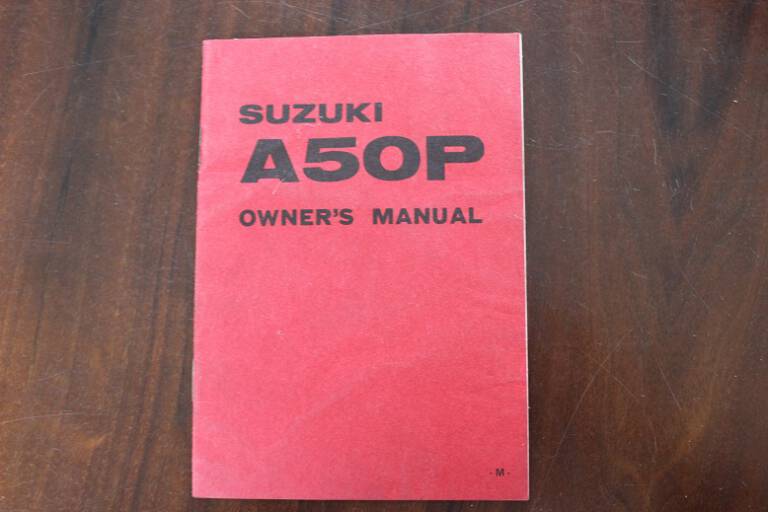 SUZUKI
A50P
OWNER'S MANUAL
-M-